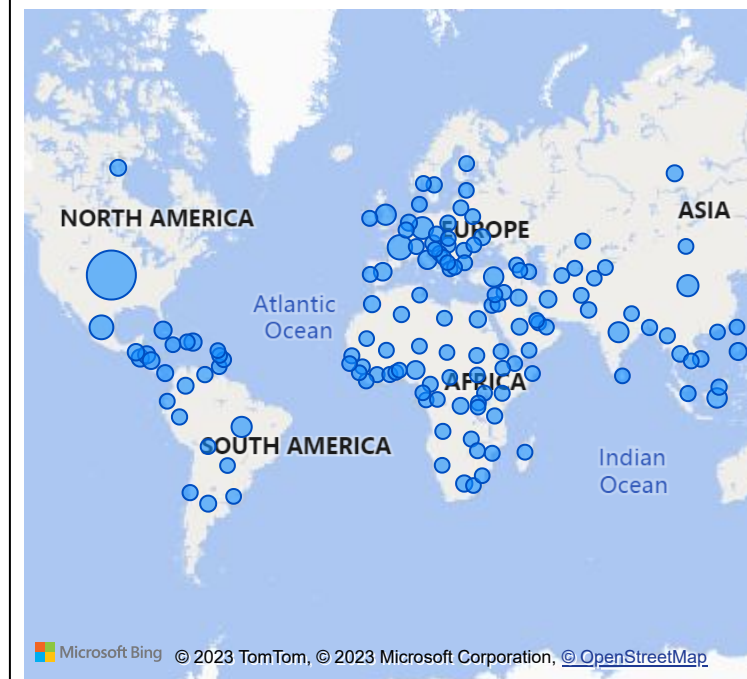 NORTH AMERICA
ASIA
EUROPE
Atlantic
Ocean
AFRICA
SOUTH AMERICA
Indian
Ocean
Microsoft Bing
© 2023 TomTom, © 2023 Microsoft Corporation, © OpenStreetMap